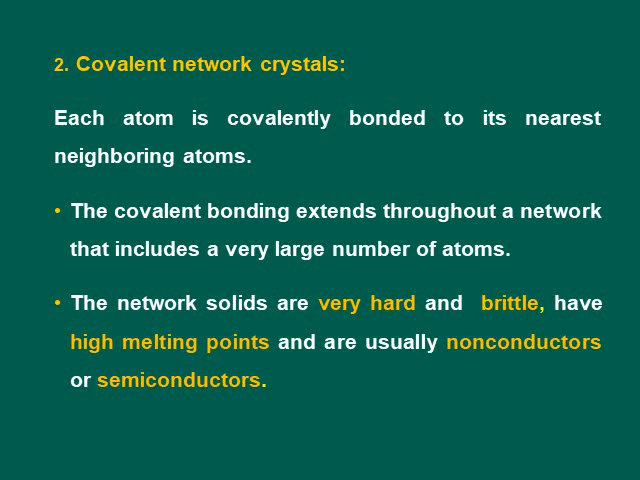 2. Covalent network crystals:
Each atom is covalently bonded to its nearest
neighboring atoms.
• The covalent bonding extends throughout a network
that includes a very large number of atoms.
• The network solids are very hard and brittle, have
high melting points and are usually nonconductors
or semiconductors.